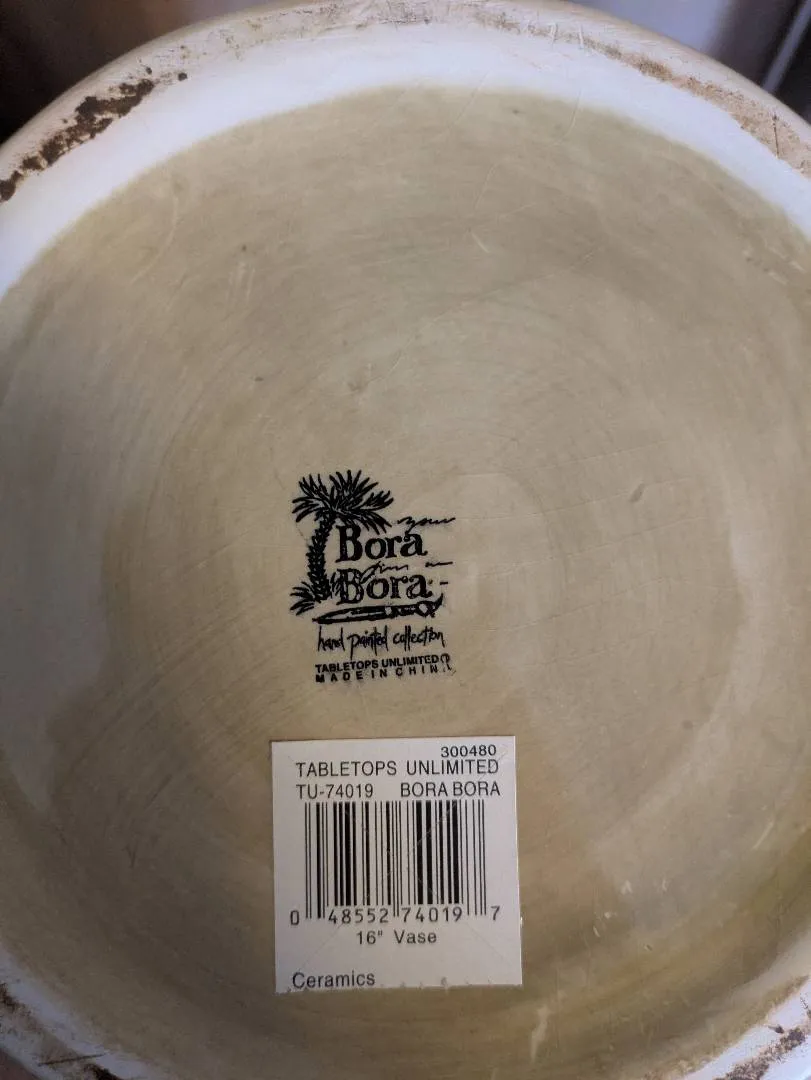 Bora
Bora
hand painted collection
TABLETOPS UNLIMITED
MADE IN CHINA
300480
TABLETOPS UNLIMITED
TU-74019 BORA BORA
0 48552 74019 7
16" Vase
Ceramics